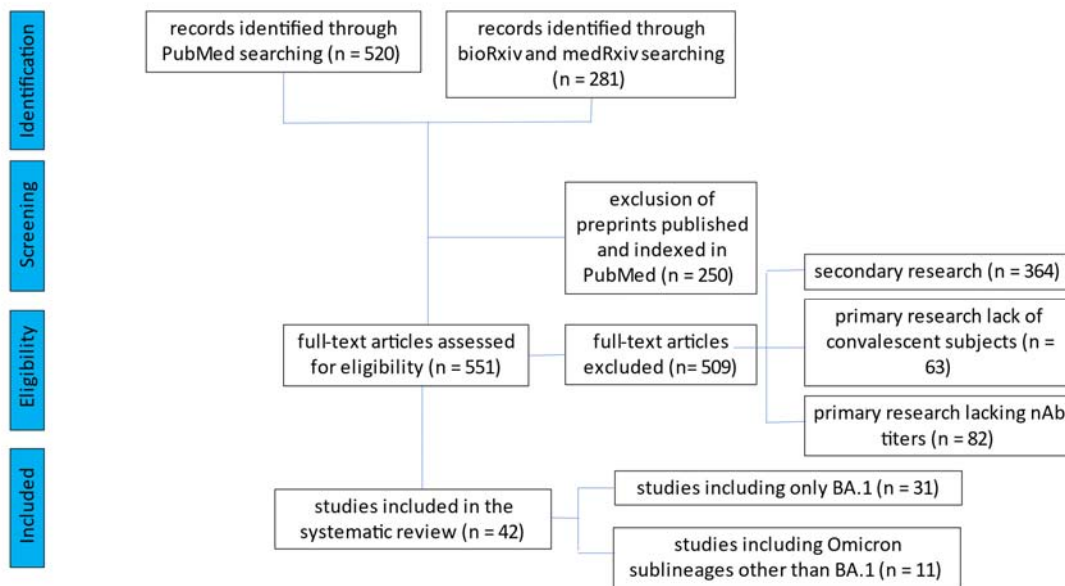 Identification
records identified through
PubMed searching (n = 520)
records identified through
bioRxiv and medRxiv searching
(n = 281)
Screening
exclusion of
preprints published
and indexed in
PubMed (n = 250)
Eligibility
full-text articles assessed
for eligibility (n = 551)
full-text articles
excluded (n= 509)
secondary research (n = 364)
primary research lack of
convalescent subjects (n =
63)
primary research lacking nAb
titers (n = 82)
Included
studies included in the
systematic review (n = 42)
studies including only BA.1 (n = 31)
studies including Omicron
sublineages other than BA.1 (n = 11)